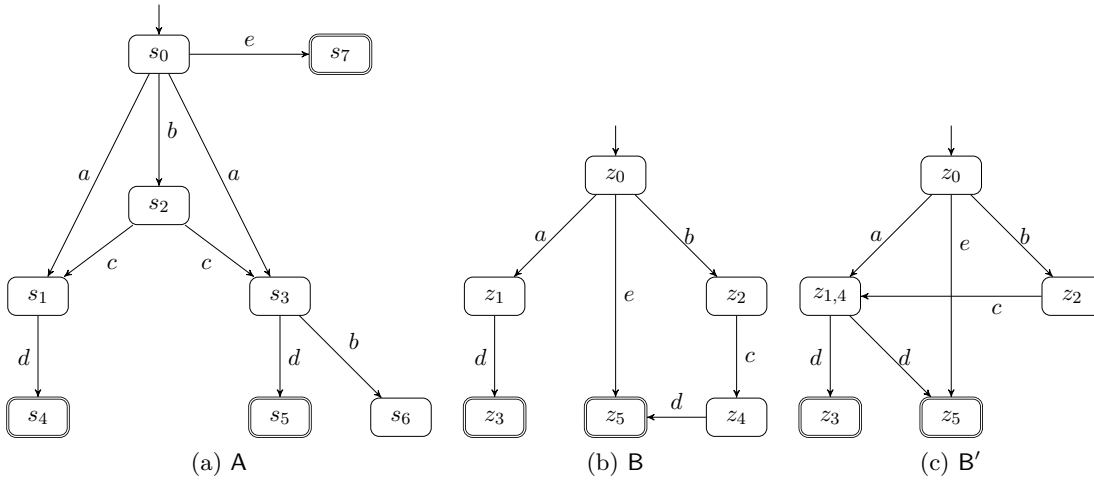 s0 e s7
a b a
s2
c c
s1 s3
d d b
s4 s5 s6
(a) A
z0
a e b
z1 z2
d c
z3 z5 d z4
(b) B
z0
a e b
z1,4 c z2
d d
z3 z5
(c) B′